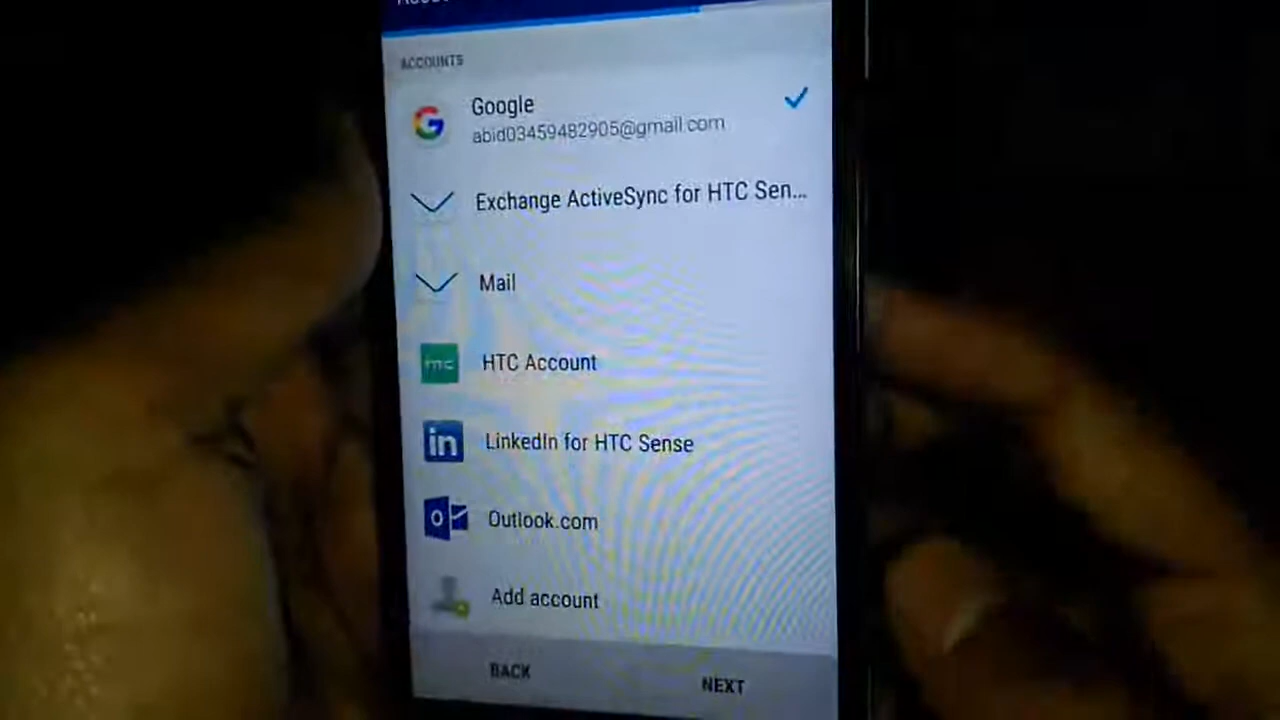 ACCOUNTS
Google
abid03459482905@gmail.com
Exchange ActiveSync for HTC Sen...
Mail
HTC Account
in
LinkedIn for HTC Sense
Outlook.com
Add account
BACK
NEXT